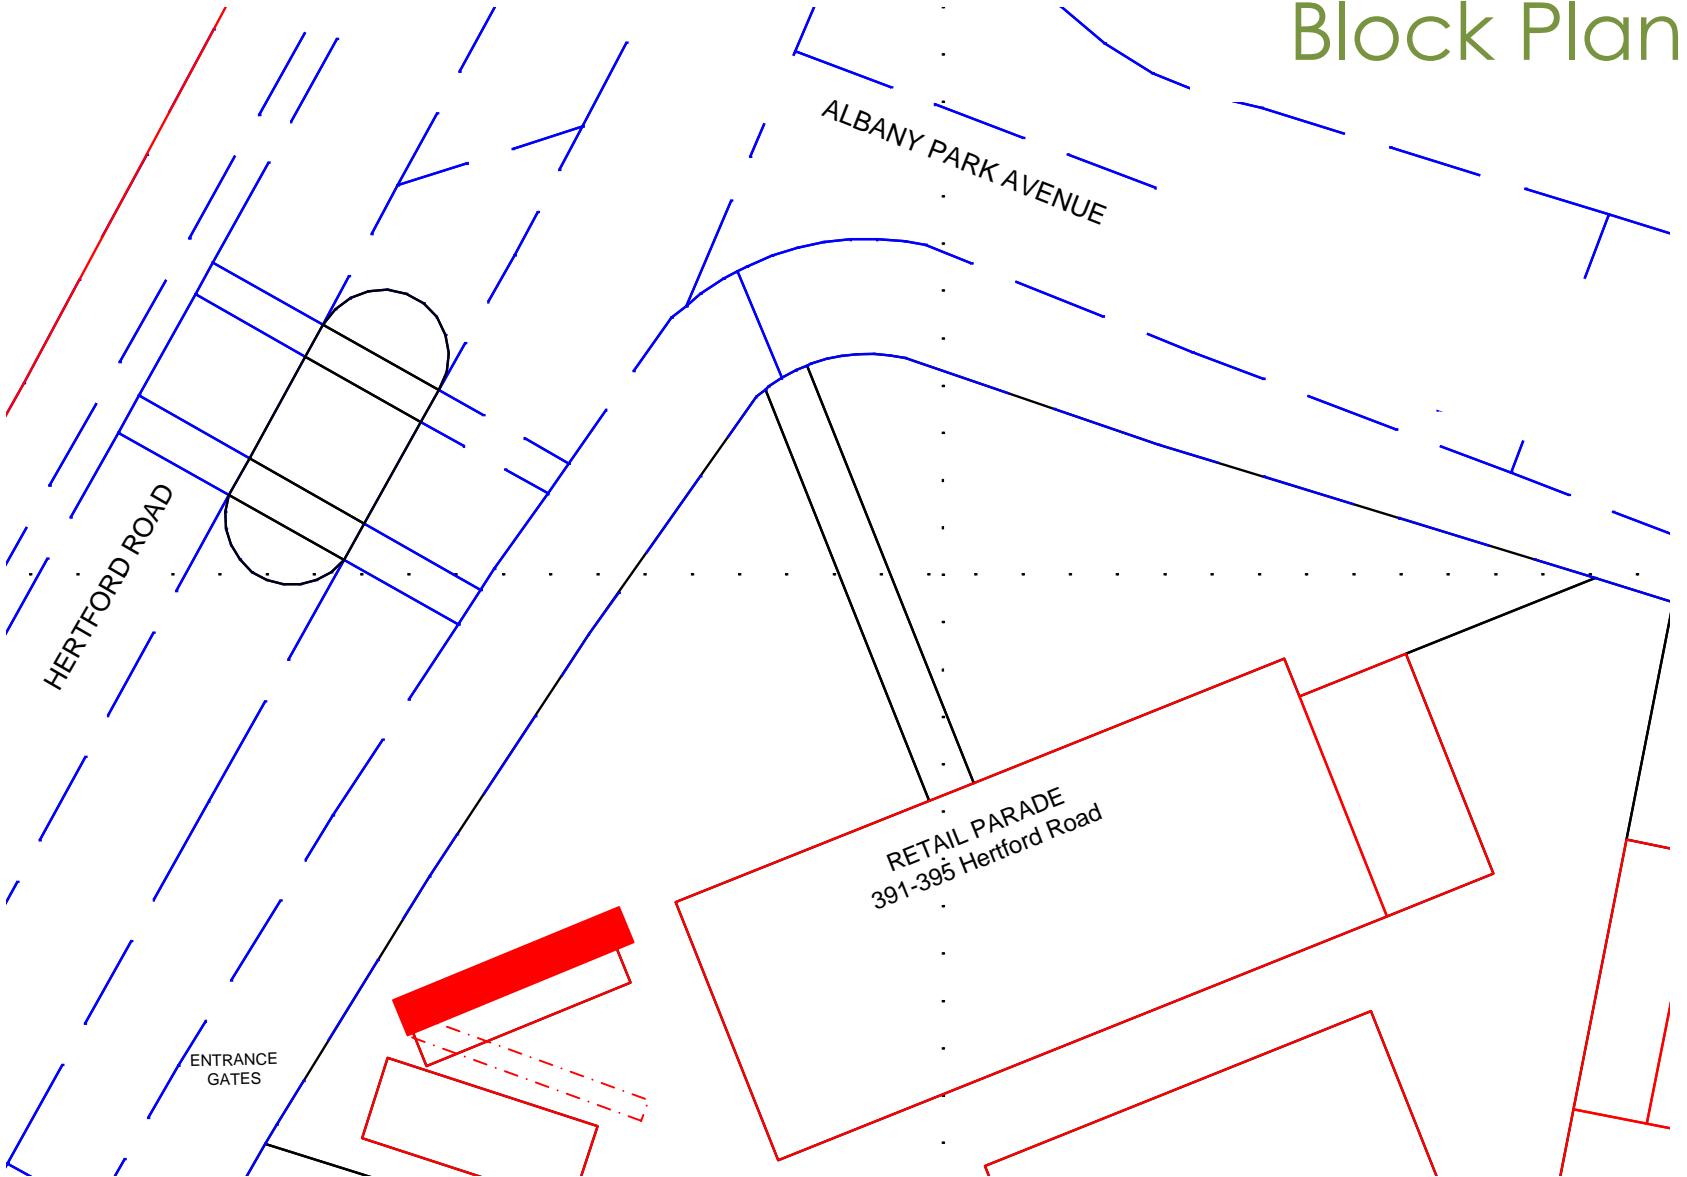 Block Plan
ALBANY PARK AVENUE
HERTFORD ROAD
RETAIL PARADE
391-395 Hertford Road
ENTRANCE
GATES